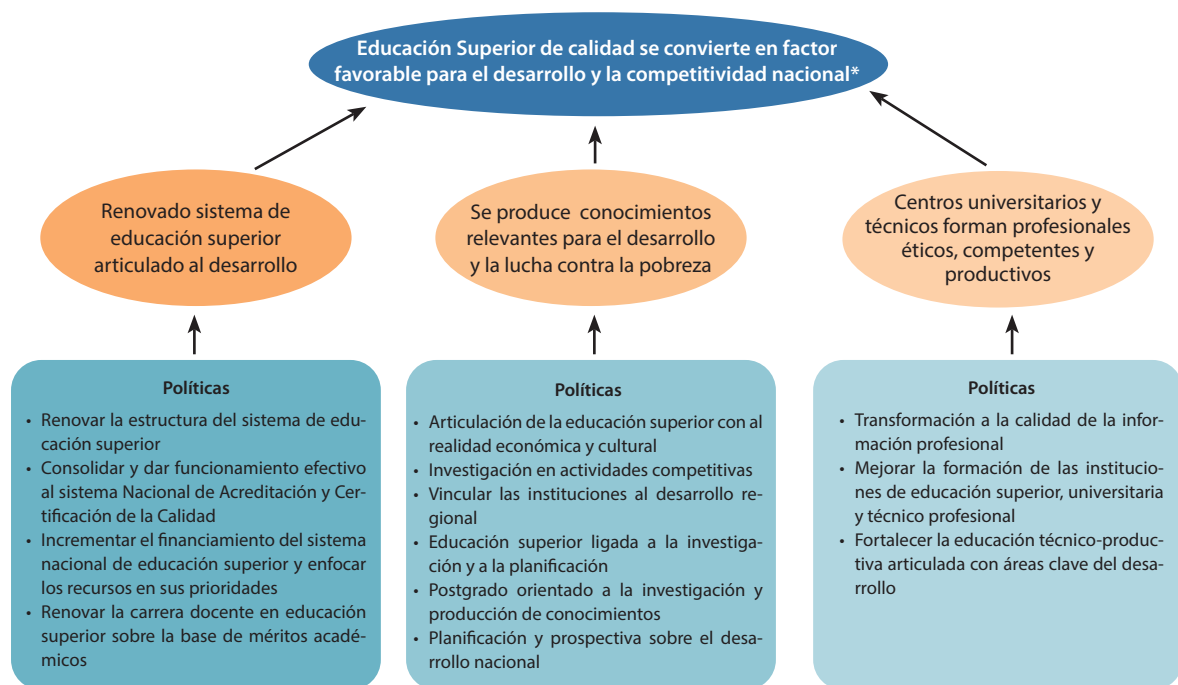 Educación Superior de calidad se convierte en factor
favorable para el desarrollo y la competitividad nacional*
Renovado sistema de
educación superior
articulado al desarrollo
Se produce conocimientos
relevantes para el desarrollo
y la lucha contra la pobreza
Centros universitarios y
técnicos forman profesionales
éticos, competentes y
productivos
Políticas
• Renovar la estructura del sistema de edu-
cación superior
• Consolidar y dar funcionamiento efectivo
al sistema Nacional de Acreditación y Cer-
tificación de la Calidad
• Incrementar el financiamiento del sistema
nacional de educación superior y enfocar
los recursos en sus prioridades
• Renovar la carrera docente en educación
superior sobre la base de méritos acadé-
micos
Políticas
• Articulación de la educación superior con al
realidad económica y cultural
• Investigación en actividades competitivas
• Vincular las instituciones al desarrollo re-
gional
• Educación superior ligada a la investiga-
ción y a la planificación
• Postgrado orientado a la investigación y
producción de conocimientos
• Planificación y prospectiva sobre el desa-
rrollo nacional
Políticas
• Transformación a la calidad de la infor-
mación profesional
• Mejorar la formación de las institucio-
nes de educación superior, universitaria
y técnico profesional
• Fortalecer la educación técnico-produc-
tiva articulada con áreas clave del desa-
rrollo